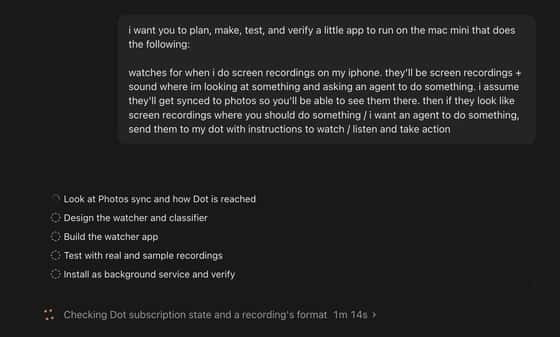 i want you to plan, make, test, and verify a little app to run on the mac mini that does
the following:
watches for when i do screen recordings on my iphone. they'll be screen recordings +
sound where im looking at something and asking an agent to do something. i assume
they'll get synced to photos so you'll be able to see them there. then if they look like
screen recordings where you should do something / i want an agent to do something,
send them to my dot with instructions to watch / listen and take action
Look at Photos sync and how Dot is reached
Design the watcher and classifier
Build the watcher app
Test with real and sample recordings
Install as background service and verify
Checking Dot subscription state and a recording's format 1m 14s >